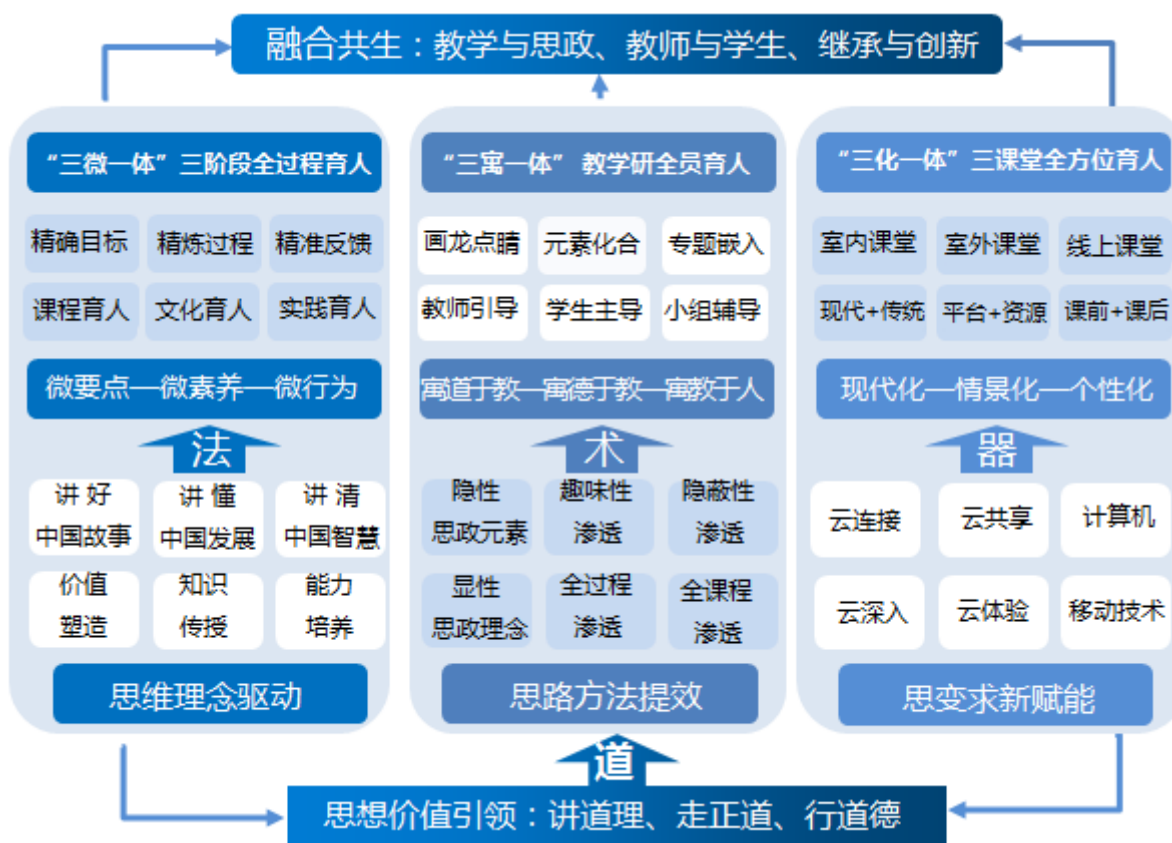 融合共生：教学与思政、教师与学生、继承与创新
“三微一体”三阶段全过程育人
精确目标
精炼过程
精准反馈
课程育人
文化育人
实践育人
微要点—微素养—微行为
法
讲 好
中国故事
讲 懂
中国发展
讲 清
中国智慧
价值
塑造
知识
传授
能力
培养
思维理念驱动
“三寓一体” 教学研全员育人
画龙点睛
元素化合
专题嵌入
教师引导
学生主导
小组辅导
寓道于教—寓德于教—寓教于人
术
隐性
思政元素
趣味性
渗透
隐蔽性
渗透
显性
思政理念
全过程
渗透
全课程
渗透
思路方法提效
“三化一体”三课堂全方位育人
室内课堂
室外课堂
线上课堂
现代+传统
平台+资源
课前+课后
现代化—情景化—个性化
器
云连接
云共享
计算机
云深入
云体验
移动技术
思变求新赋能
道
思想价值引领：讲道理、走正道、行道德